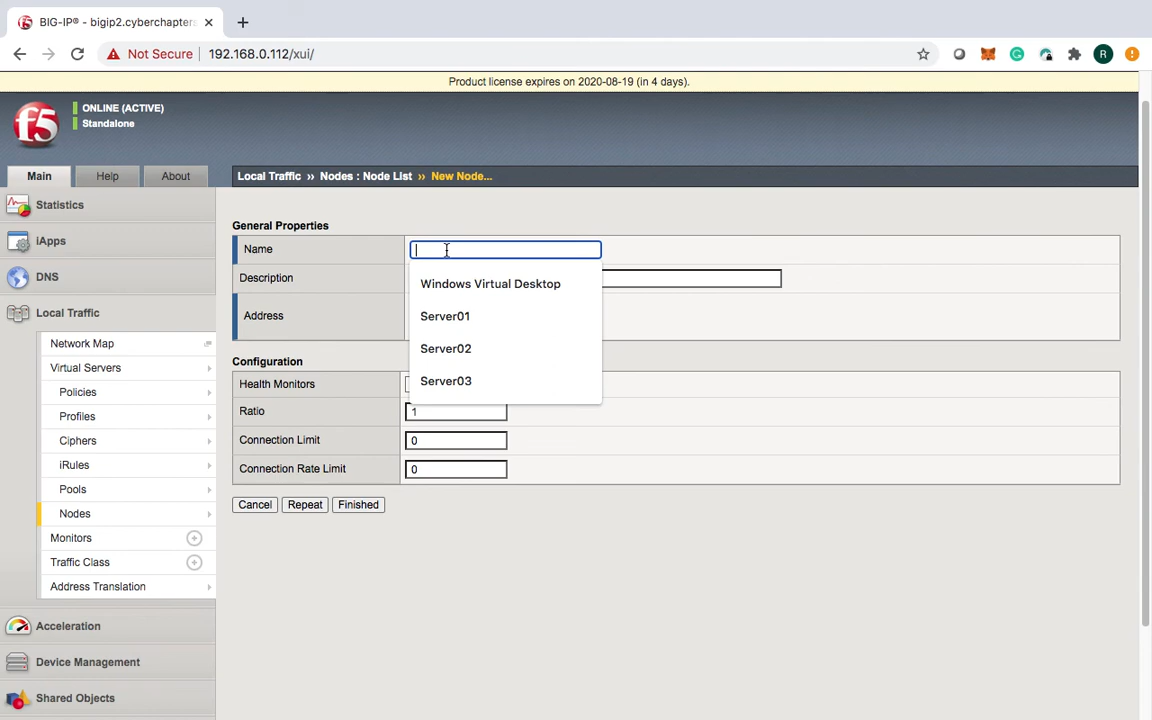 BIG-IP® - bigip2.cyberchapters
Not Secure 192.168.0.112/xui/
R
Product license expires on 2020-08-19 (in 4 days).
f5
ONLINE (ACTIVE)
Standalone
Main Help About
Local Traffic ›› Nodes : Node List ›› New Node...
Statistics
iApps
DNS
Local Traffic
Network Map
Virtual Servers
Policies
Profiles
Ciphers
iRules
Pools
Nodes
Monitors
Traffic Class
Address Translation
Acceleration
Device Management
Shared Objects
General Properties
Name
Description
Address
Windows Virtual Desktop
Server01
Server02
Server03
Configuration
Health Monitors
Ratio 1
Connection Limit 0
Connection Rate Limit 0
Cancel Repeat Finished